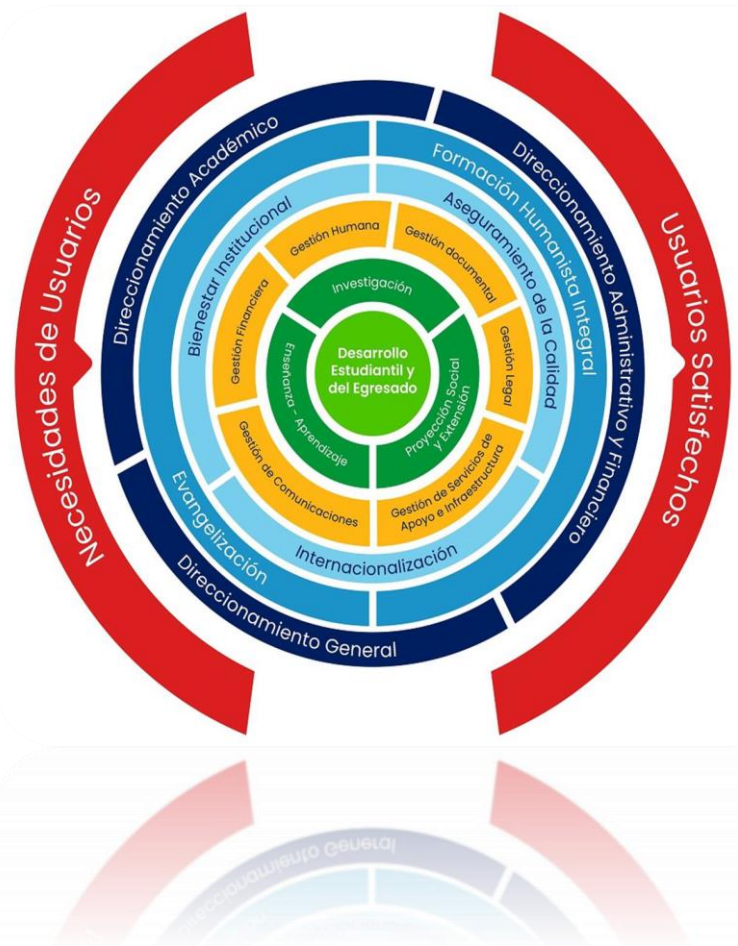 Necesidades de Usuarios
Usuarios Satisfechos
Direccionamiento Académico
Direccionamiento Administrativo y Financiero
Direccionamiento General
Formación Humanista Integral
Evangelización
Bienestar Institucional
Aseguramiento de la Calidad
Internacionalización
Gestión Humana
Gestión documental
Gestión Financiera
Gestión Legal
Gestión de Comunicaciones
Gestión de Servicios de
Apoyo e Infraestructura
Investigación
Enseñanza - Aprendizaje
Proyección Social
y Extensión
Desarrollo
Estudiantil y
del Egresado
Direccionamiento General